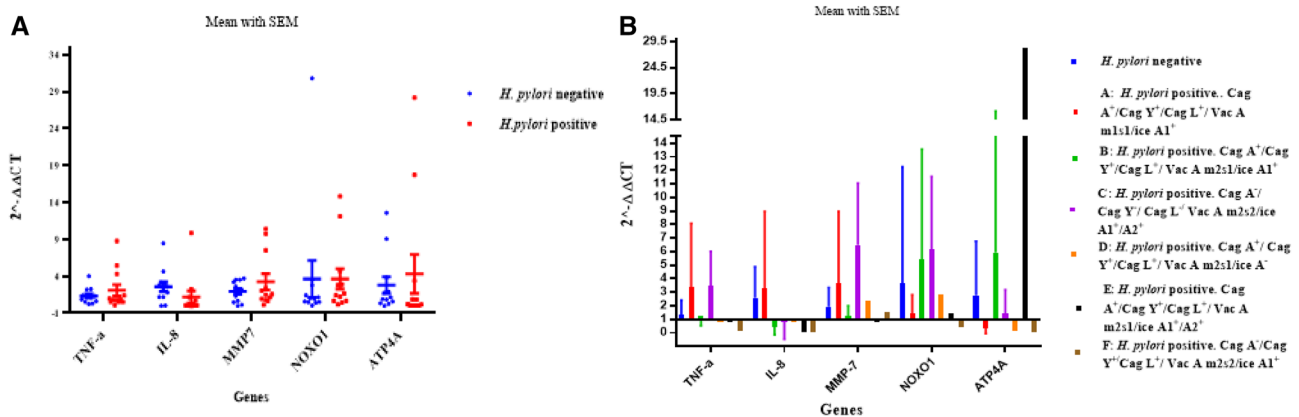 A
Mean with SEM
2^-ΔΔCT
34
29
24
19
14
9
4
-1
TNF-a
IL-8
MMP7
NOXO1
ATP4A
Genes
H. pylori negative
H.pylori positive
B
Mean with SEM
2^-ΔΔCT
29.5
24.5
19.5
14.5
14
13
12
11
10
9
8
7
6
5
4
3
2
1
0
TNF-a
IL-8
MMP-7
NOXO1
ATP4A
Genes
H. pylori negative
A: H. pylori positive.. Cag
A+/Cag Y+/Cag L+/ Vac A
m1s1/ice A1+
B: H. pylori positive. Cag A+/Cag
Y+/Cag L+/ Vac A m2s1/ice A1+
C: H. pylori positive. Cag A-/
Cag Y-/ Cag L-/ Vac A m2s2/ice
A1+/A2+
D: H. pylori positive. Cag A+/ Cag
Y+/Cag L+/ Vac A m2s1/ice A-
E: H. pylori positive. Cag
A+/Cag Y+/Cag L+/ Vac A
m2s1/ice A1+/A2+
F: H. pylori positive. Cag A-/Cag
Y+/Cag L+/ Vac A m2s2/ice A1+